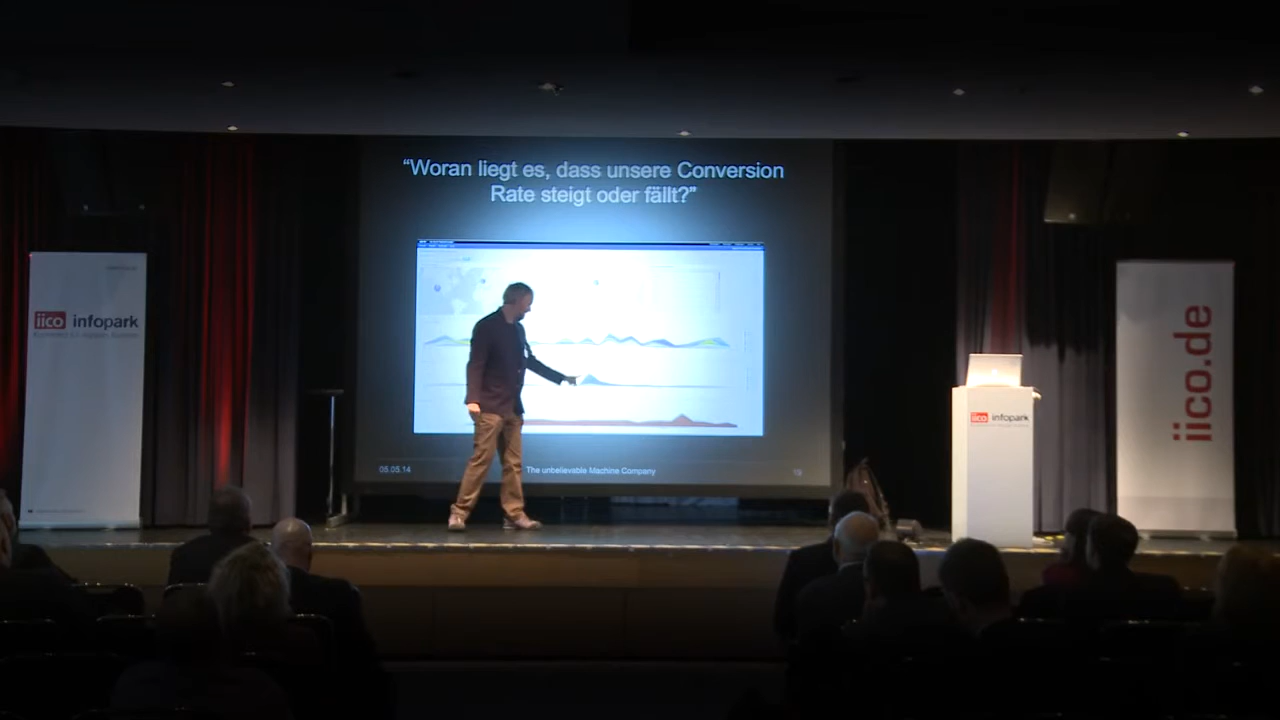 “Woran liegt es, dass unsere Conversion
Rate steigt oder fällt?”
iico infopark
iico infopark
iico.de
05.05.14
The unbelievable Machine Company